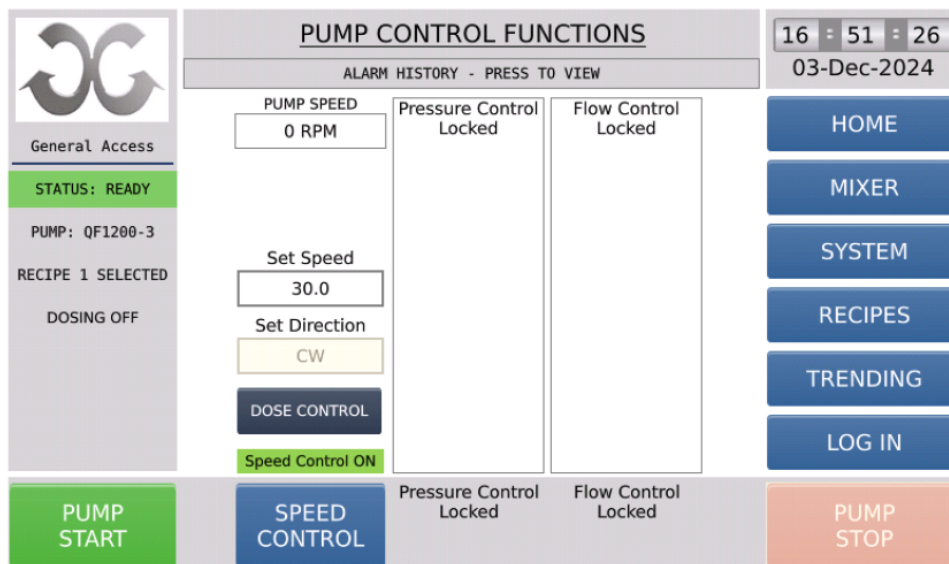 PUMP CONTROL FUNCTIONS
ALARM HISTORY - PRESS TO VIEW
16 : 51 : 26
03-Dec-2024
General Access
STATUS: READY
PUMP: QF1200-3
RECIPE 1 SELECTED
DOSING OFF
PUMP SPEED
0 RPM
Set Speed
30.0
Set Direction
CW
DOSE CONTROL
Speed Control ON
Pressure Control
Locked
Flow Control
Locked
HOME
MIXER
SYSTEM
RECIPES
TRENDING
LOG IN
PUMP
START
SPEED
CONTROL
Pressure Control
Locked
Flow Control
Locked
PUMP
STOP